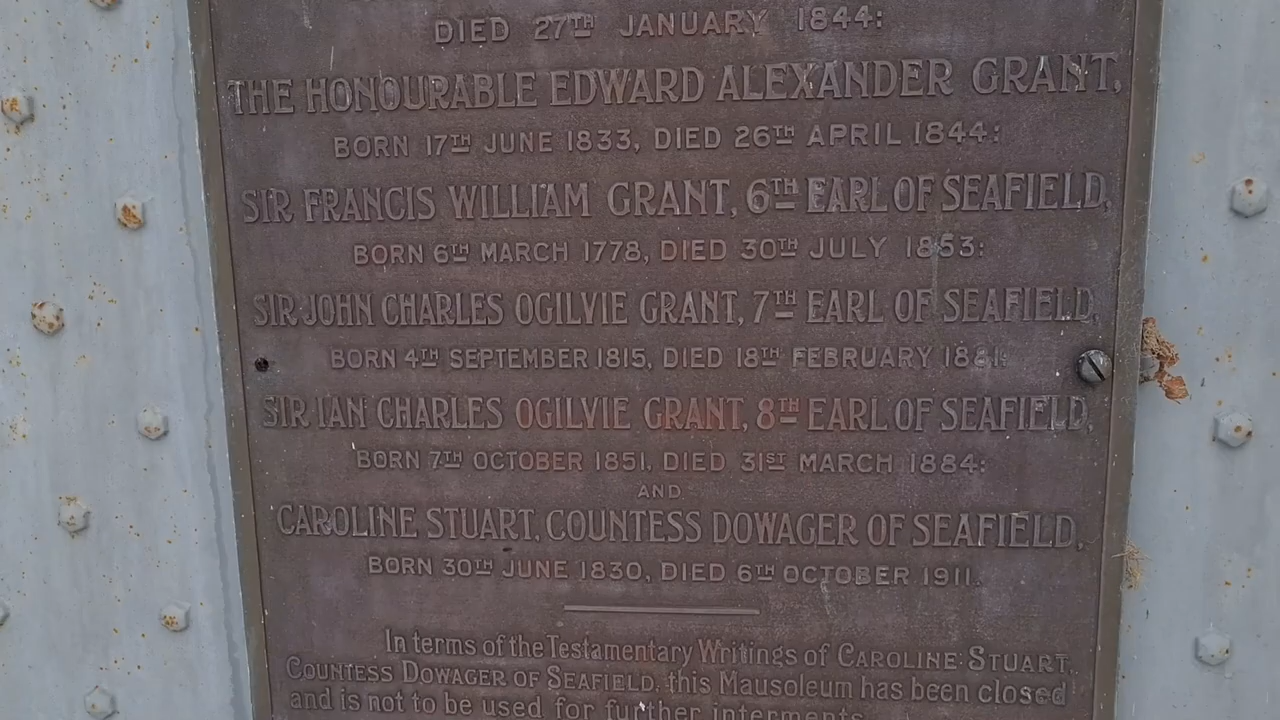 DIED 27TH JANUARY 1844:
THE HONOURABLE EDWARD ALEXANDER GRANT,
BORN 17TH JUNE 1833, DIED 26TH APRIL 1844:
SIR FRANCIS WILLIAM GRANT, 6TH EARL OF SEAFIELD,
BORN 6TH MARCH 1778, DIED 30TH JULY 1853:
SIR JOHN CHARLES OGILVIE GRANT, 7TH EARL OF SEAFIELD,
BORN 4TH SEPTEMBER 1815, DIED 18TH FEBRUARY 1881:
SIR IAN CHARLES OGILVIE GRANT, 8TH EARL OF SEAFIELD,
BORN 7TH OCTOBER 1851, DIED 31ST MARCH 1884:
AND
CAROLINE STUART, COUNTESS DOWAGER OF SEAFIELD,
BORN 30TH JUNE 1830, DIED 6TH OCTOBER 1911.
In terms of the Testamentary Writings of CAROLINE STUART,
COUNTESS DOWAGER OF SEAFIELD, this Mausoleum has been closed
and is not to be used for further interments